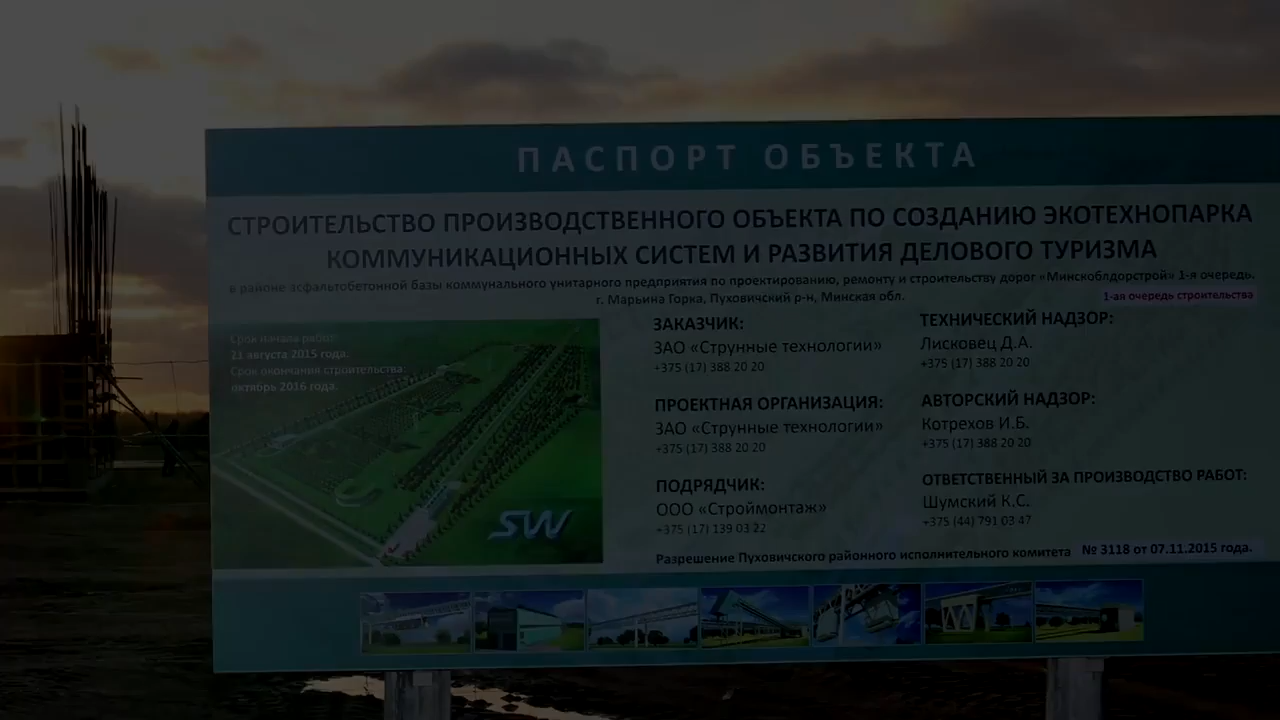 ПАСПОРТ ОБЪЕКТА
СТРОИТЕЛЬСТВО ПРОИЗВОДСТВЕННОГО ОБЪЕКТА ПО СОЗДАНИЮ ЭКОТЕХНОПАРКА
КОММУНИКАЦИОННЫХ СИСТЕМ И РАЗВИТИЯ ДЕЛОВОГО ТУРИЗМА
в районе асфальтобетонной базы коммунального унитарного предприятия по проектированию, ремонту и строительству дорог «Минскоблдорстрой» 1-я очередь.
г. Марьина Горка, Пуховичский р-н, Минская обл.
1-ая очередь строительства
Срок начала работ:
21 августа 2015 года.
Срок окончания строительства:
октябрь 2016 года.
SW
ЗАКАЗЧИК:
ЗАО «Струнные технологии»
+375 (17) 388 20 20
ПРОЕКТНАЯ ОРГАНИЗАЦИЯ:
ЗАО «Струнные технологии»
+375 (17) 388 20 20
ПОДРЯДЧИК:
ООО «Строймонтаж»
+375 (17) 139 03 22
ТЕХНИЧЕСКИЙ НАДЗОР:
Лисковец Д.А.
+375 (17) 388 20 20
АВТОРСКИЙ НАДЗОР:
Котрехов И.Б.
+375 (17) 388 20 20
ОТВЕТСТВЕННЫЙ ЗА ПРОИЗВОДСТВО РАБОТ:
Шумский К.С.
+375 (44) 791 03 47
Разрешение Пуховичского районного исполнительного комитета № 3118 от 07.11.2015 года.